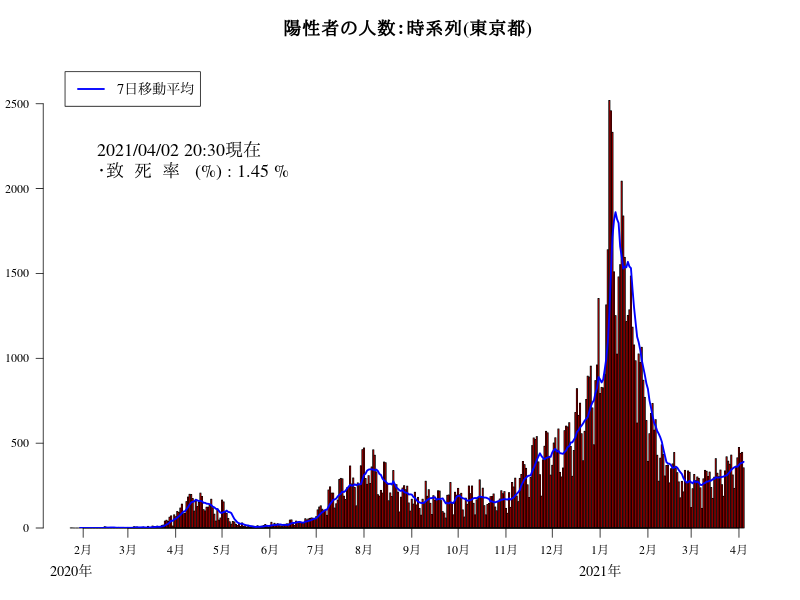 陽性者の人数:時系列(東京都)
7日移動平均
2021/04/02 20:30現在
・致 死 率 (%) : 1.45 %
2500
2000
1500
1000
500
0
2月 3月 4月 5月 6月 7月 8月 9月 10月 11月 12月 1月 2月 3月 4月
2020年 2021年